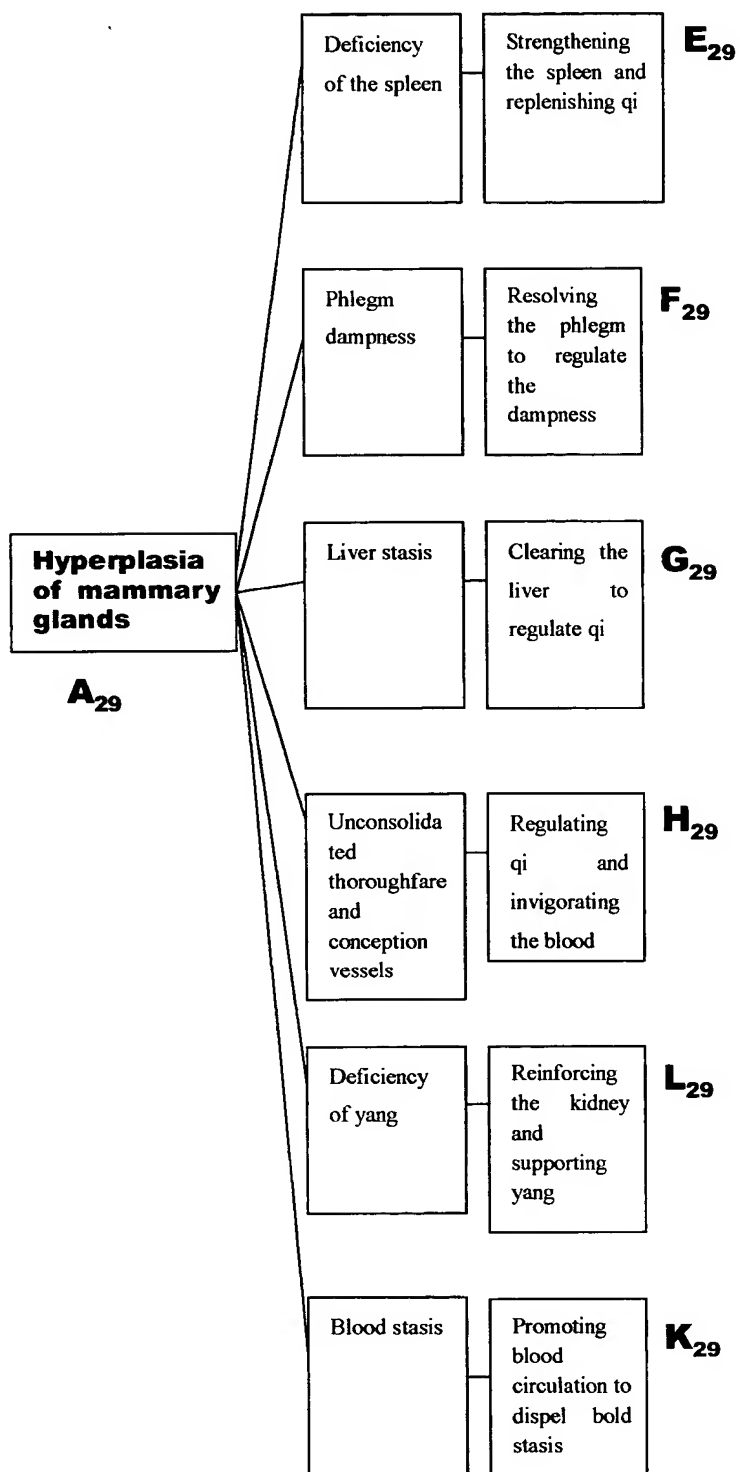 Deficiency
of the spleen
Strengthening
the spleen and
replenishing qi
E29
Phlegm
dampness
Resolving
the phlegm
to regulate
the
dampness
F29
Hyperplasia
of mammary
glands
A29
Liver stasis
Clearing the
liver to
regulate qi
G29
Unconsolida
ted
thoroughfare
and
conception
vessels
Regulating
qi and
invigorating
the blood
H29
Deficiency
of yang
Reinforcing
the kidney
and
supporting
yang
L29
Blood stasis
Promoting
blood
circulation to
dispel bold
stasis
K29